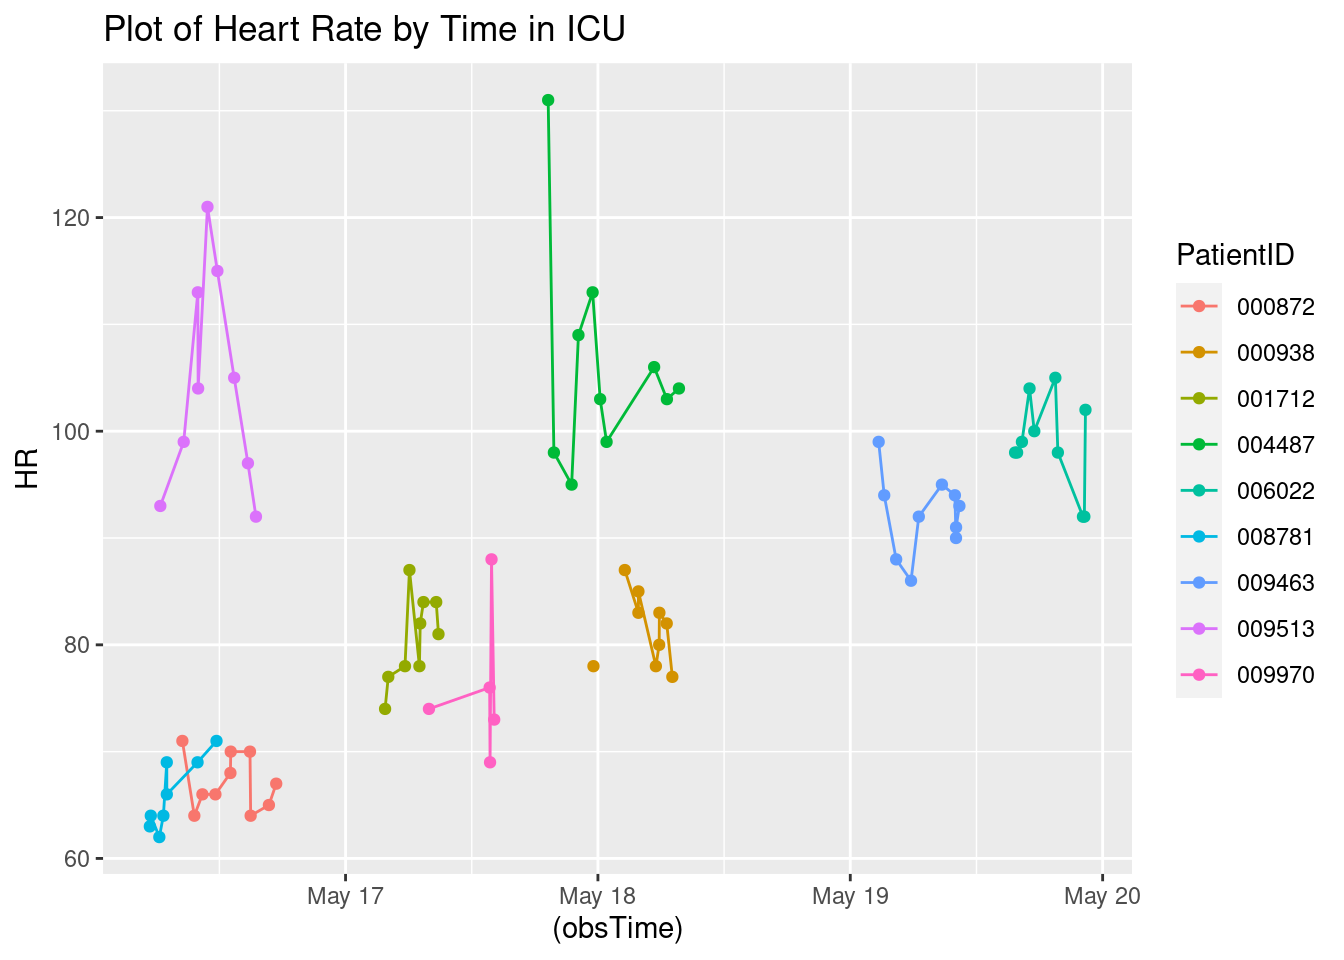 Plot of Heart Rate by Time in ICU
HR
120
100
80
60
May 17
May 18
May 19
May 20
(obsTime)
PatientID
000872
000938
001712
004487
006022
008781
009463
009513
009970